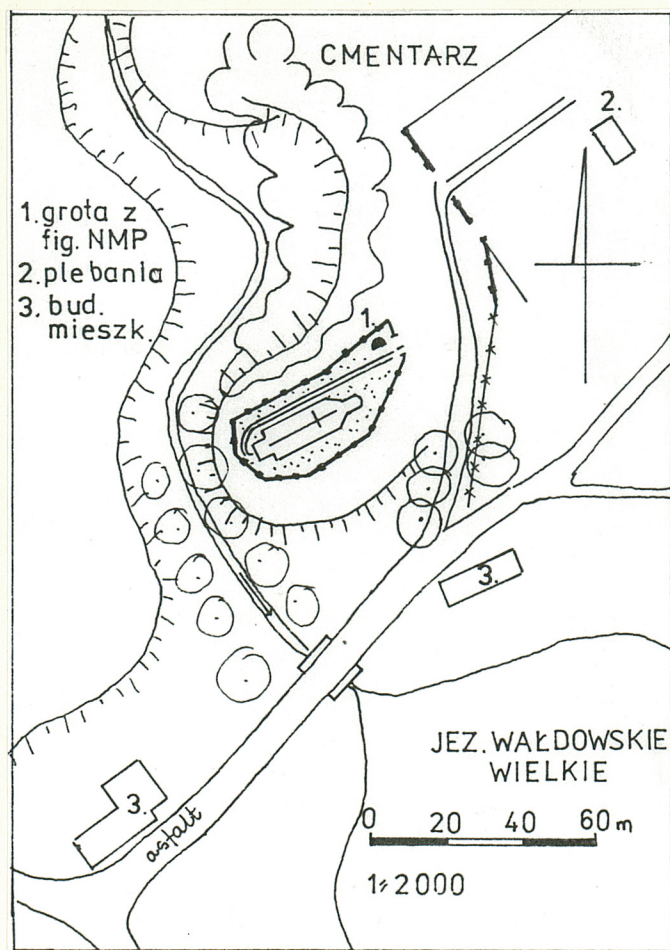 CMENTARZ
2.
1. grota z
fig. NMP
2. plebania
3. bud.
mieszk.
1.
3.
JEZ. WAŁDOWSKIE
WIELKIE
3.
asfalt
0 20 40 60 m
1:2000